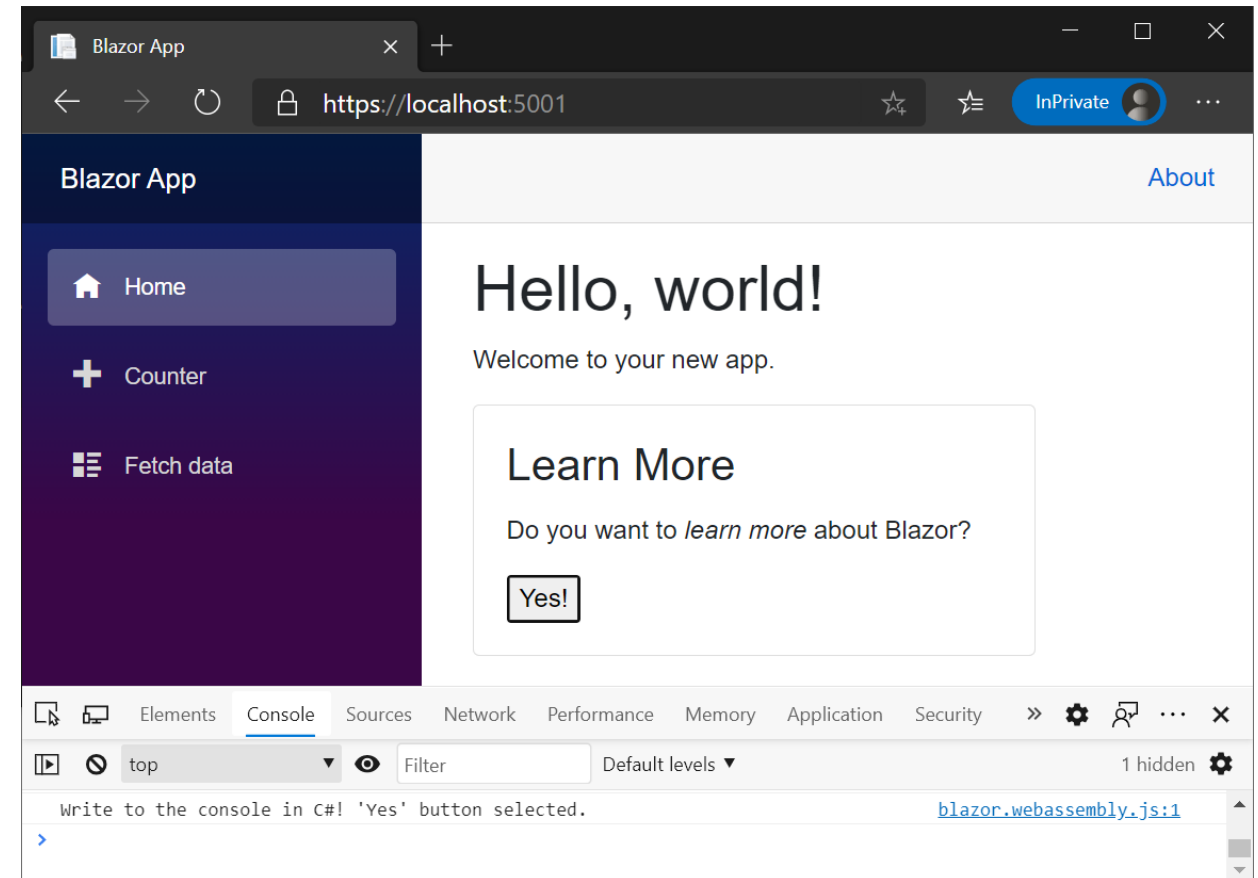 Blazor App
https://localhost:5001
InPrivate
Blazor App
About
Home
Counter
Fetch data
Hello, world!
Welcome to your new app.
Learn More
Do you want to learn more about Blazor?
Yes!
Elements Console Sources Network Performance Memory Application Security
top Filter Default levels 1 hidden
Write to the console in C#! 'Yes' button selected. blazor.webassembly.js:1